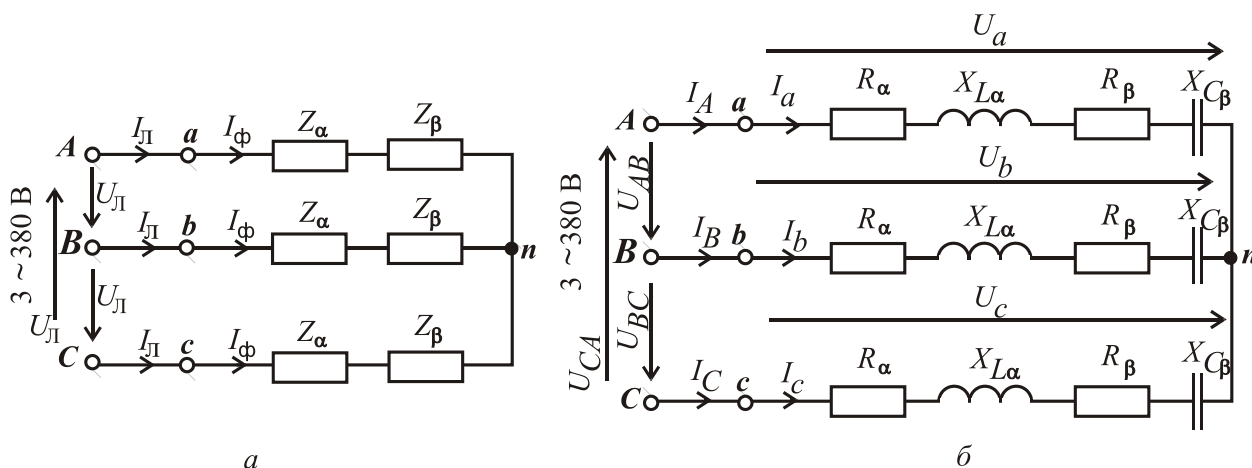 A I_Л a I_ф Z_α Z_β
U_Л
3 ~380 В
B I_Л b I_ф Z_α Z_β n
U_Л
U_Л
C I_Л c I_ф Z_α Z_β
а
U_a
A I_A a I_a R_α X_Lα R_β X_Cβ
U_AB
U_b
3 ~380 В
B I_B b I_b R_α X_Lα R_β X_Cβ n
U_BC
U_c
U_CA
C I_C c I_c R_α X_Lα R_β X_Cβ
б